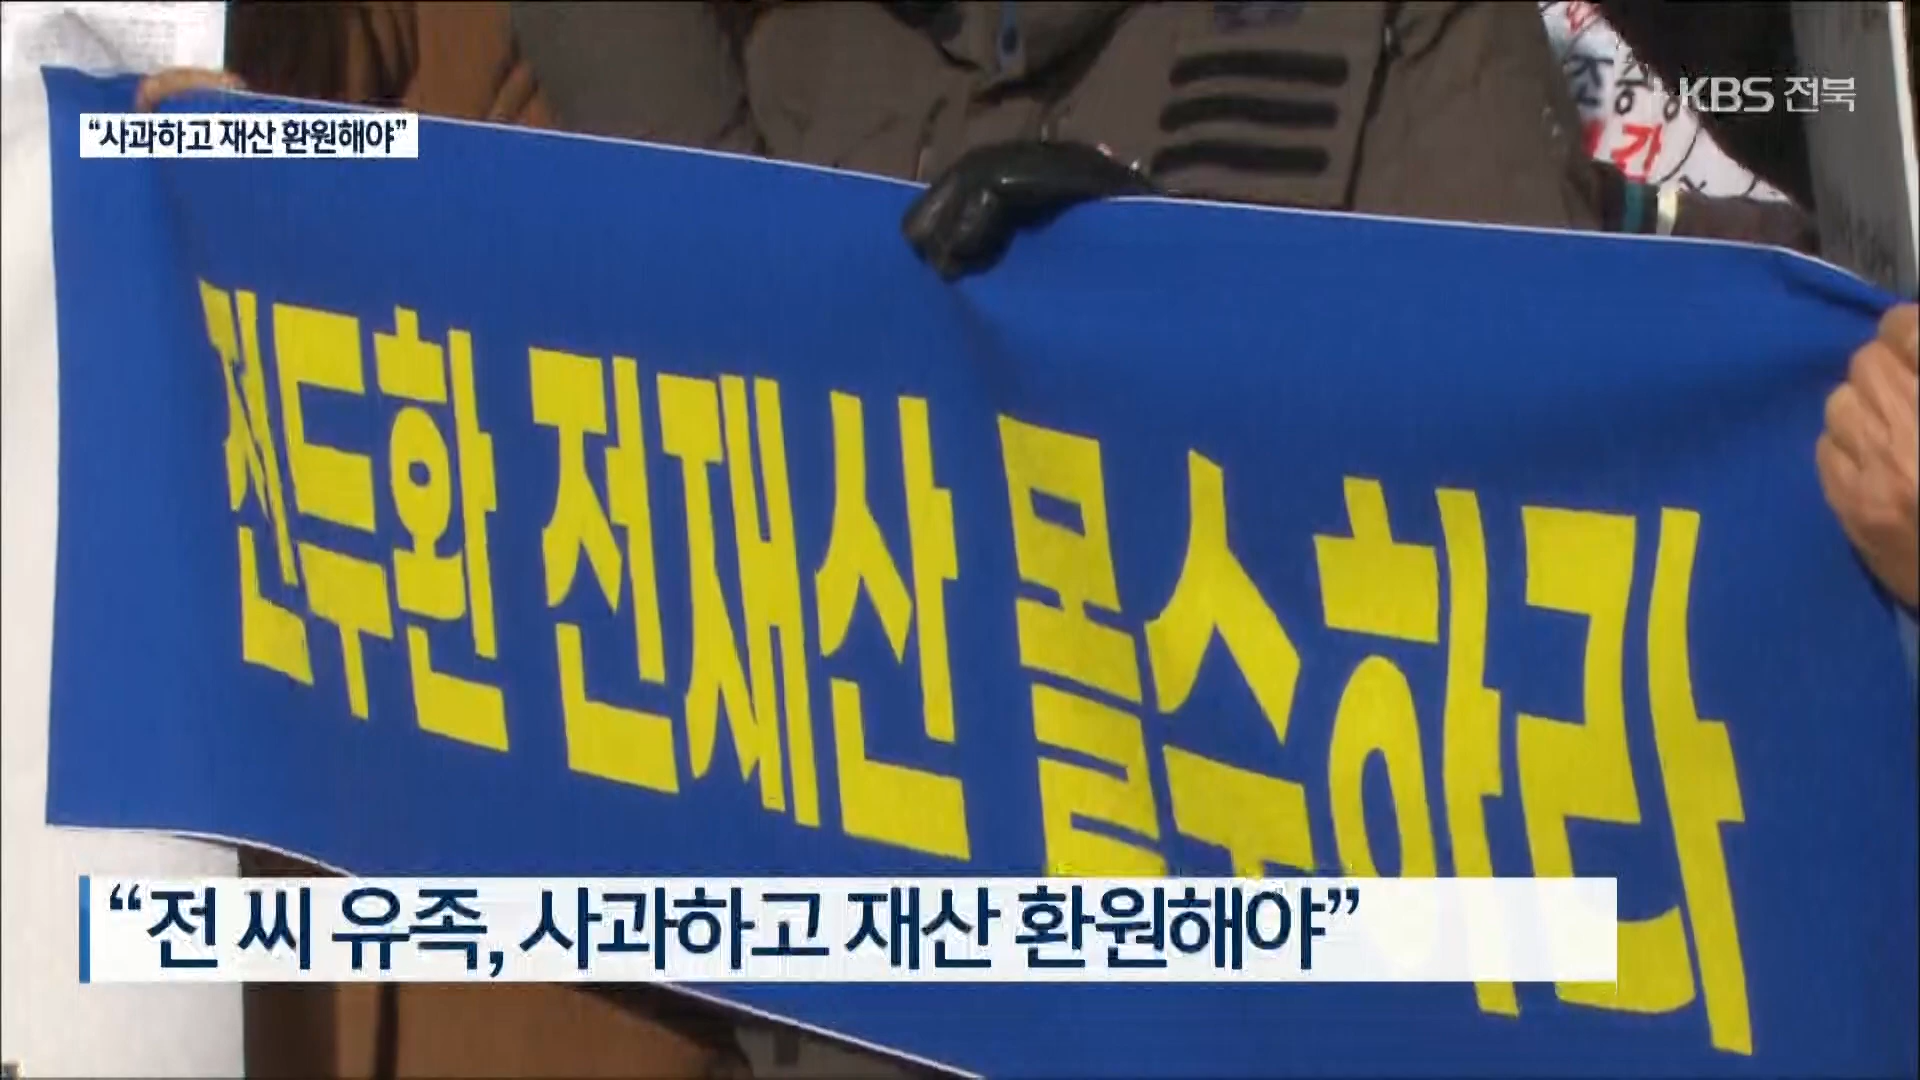 KBS 전북
“사과하고 재산 환원해야”
전두환 전재산 몰수하라
“전 씨 유족, 사과하고 재산 환원해야”